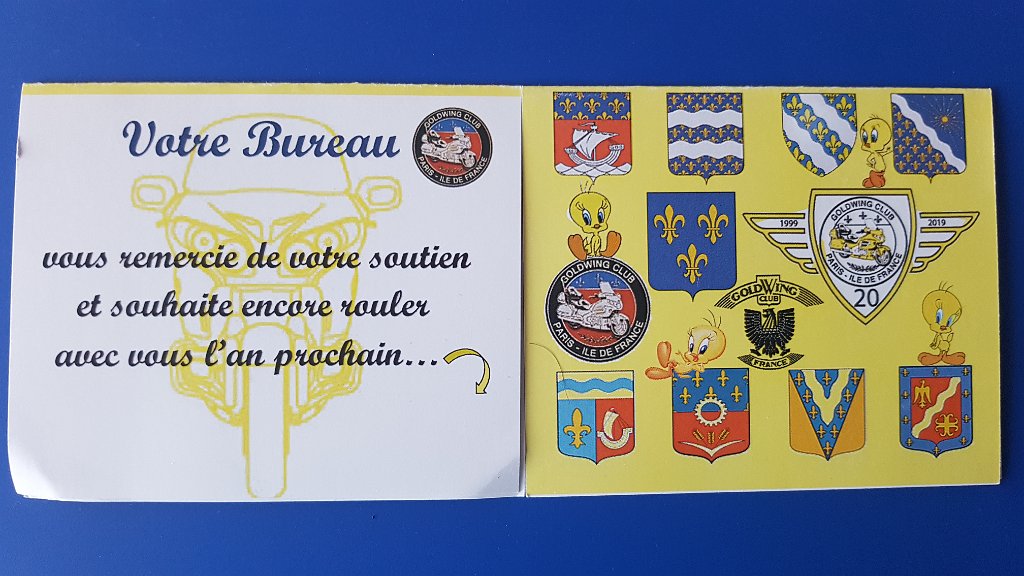 Votre Bureau
GOLDWING CLUB
PARIS - ILE DE FRANCE
vous remercie de votre soutien
et souhaite encore rouler
avec vous l'an prochain...
1999
GOLDWING CLUB
PARIS - ILE DE FRANCE
20
2019
GOLDWING CLUB
PARIS - ILE DE FRANCE
GOLDWING
CLUB
FRANCE